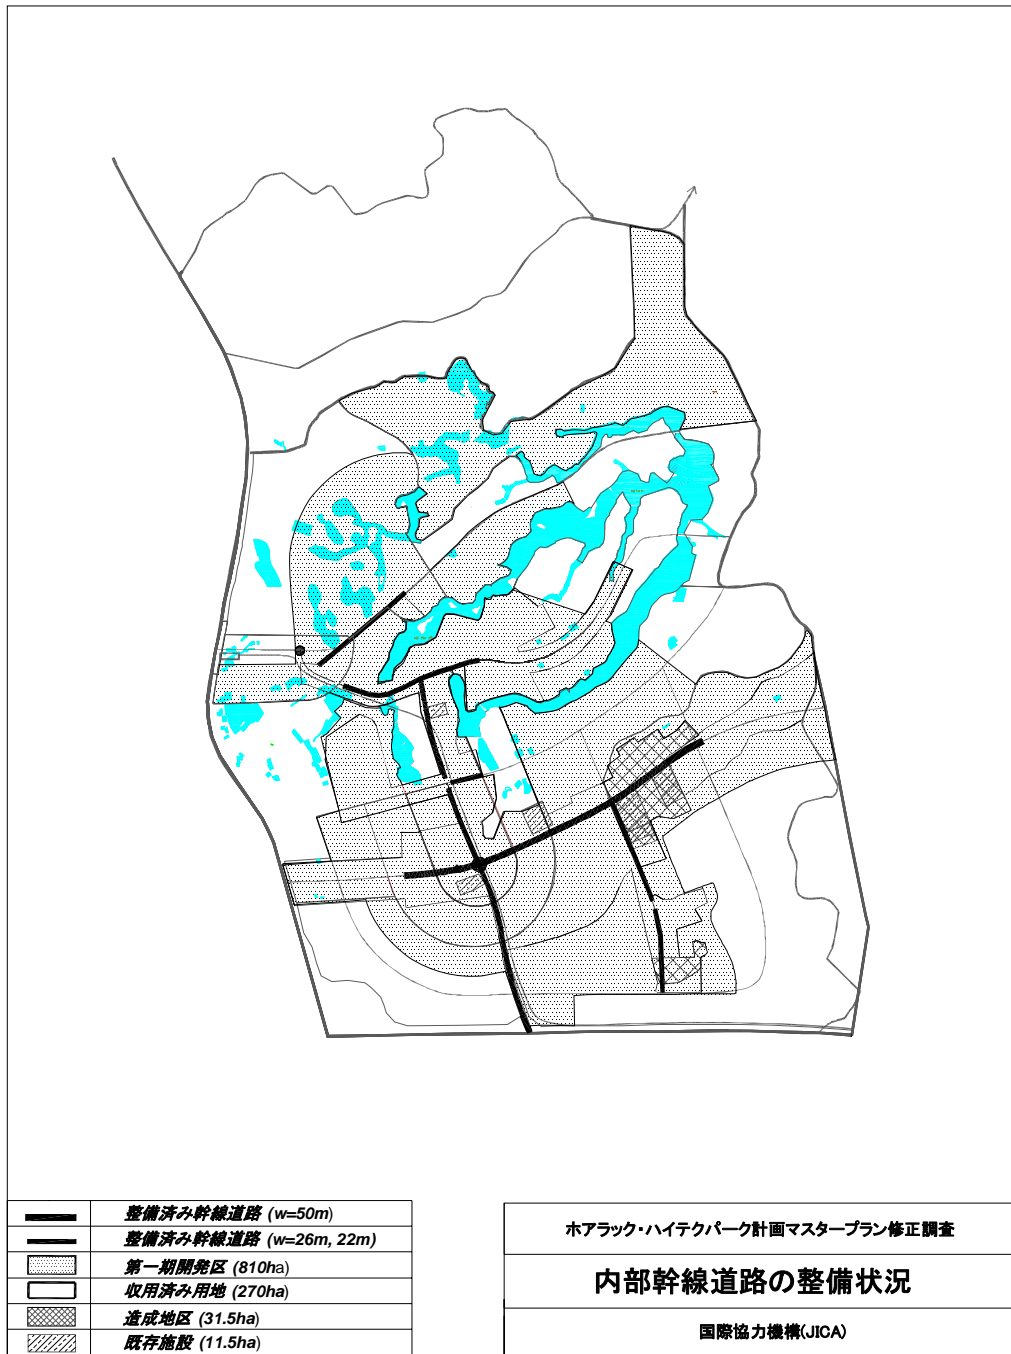 整備済み幹線道路 (w=50m)
整備済み幹線道路 (w=26m, 22m)
第一期開発区 (810ha)
収用済み用地 (270ha)
造成地区 (31.5ha)
既存施設 (11.5ha)
ホアラック・ハイテクパーク計画マスタープラン修正調査
内部幹線道路の整備状況
国際協力機構(JICA)